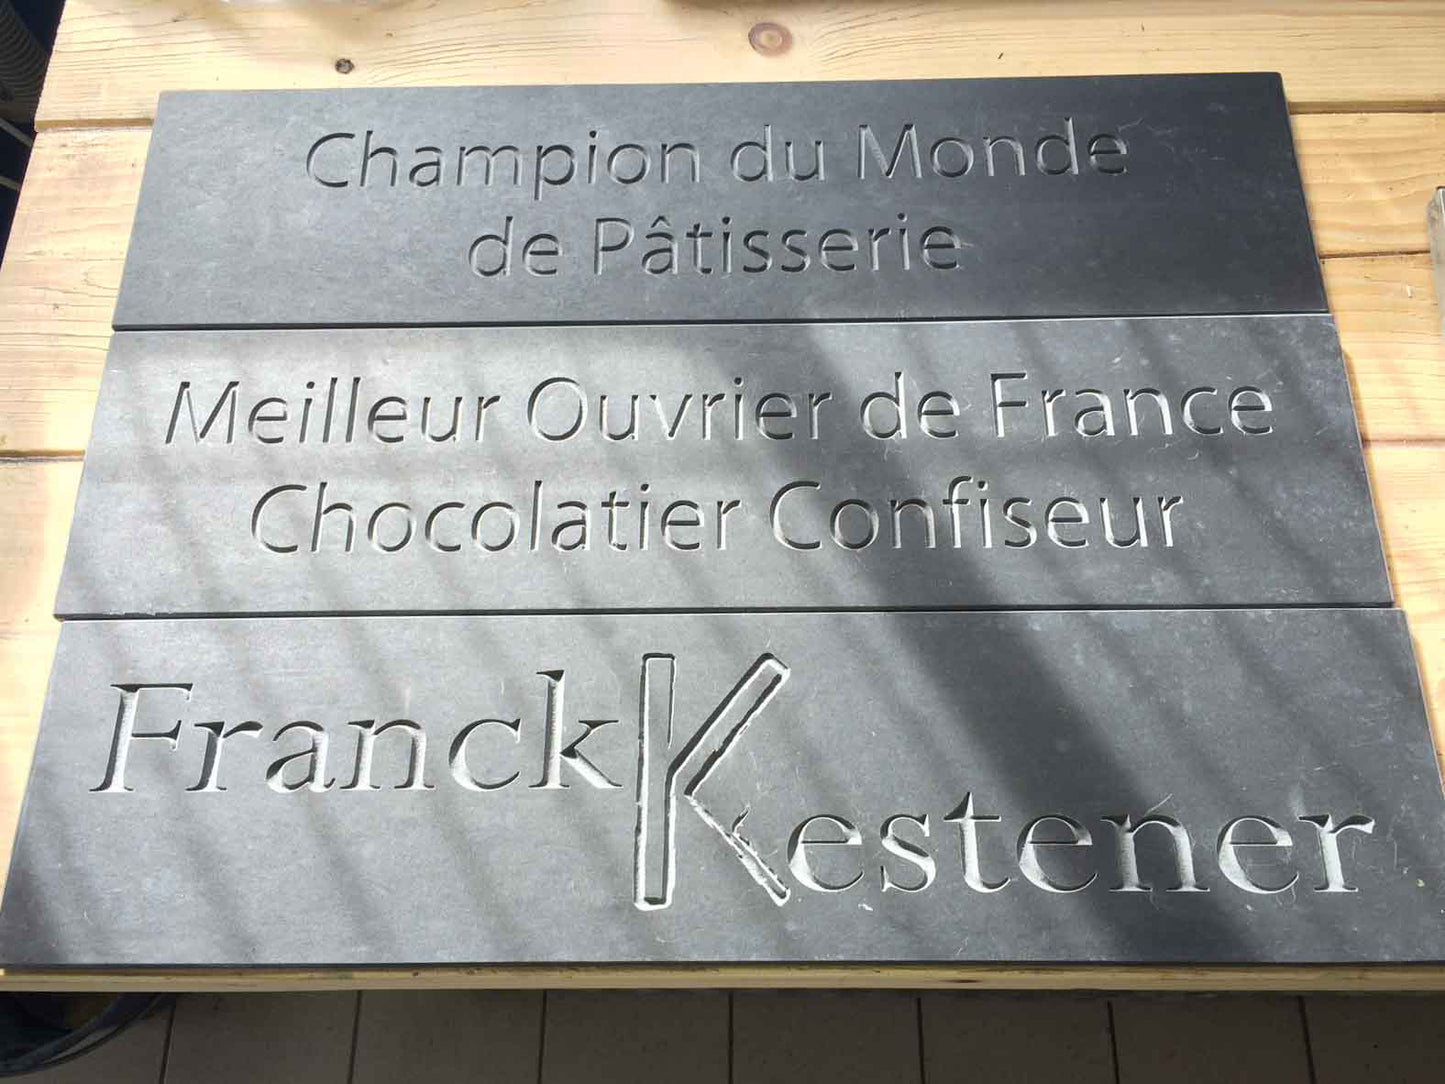 Champion du Monde
de Pâtisserie
Meilleur Ouvrier de France
Chocolatier Confiseur
Franck Kestener